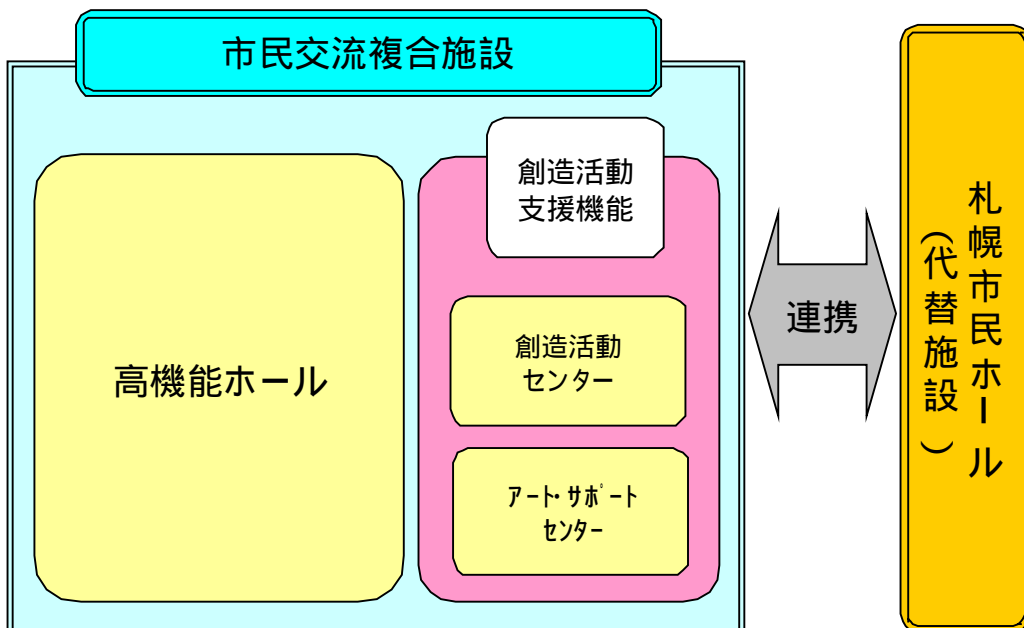 市民交流複合施設
高機能ホール
創造活動
支援機能
創造活動
センター
アート・サポート
センター
連携
札幌市民ホール
(代替施設)